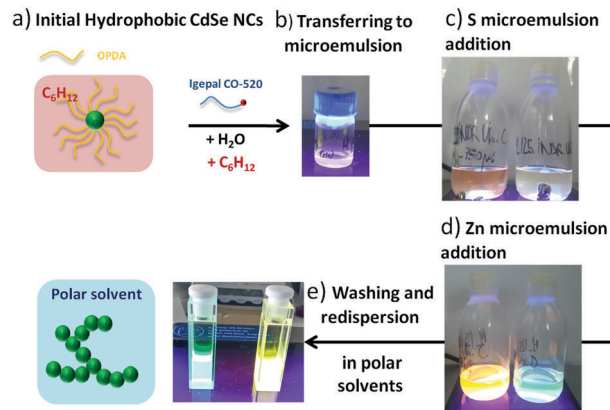 a) Initial Hydrophobic CdSe NCs
OPDA
C₆H₁₂
Igepal CO-520
+ H₂O
+ C₆H₁₂
b) Transferring to
microemulsion
c) S microemulsion
addition
d) Zn microemulsion
addition
e) Washing and
redispersion
in polar
solvents
Polar solvent